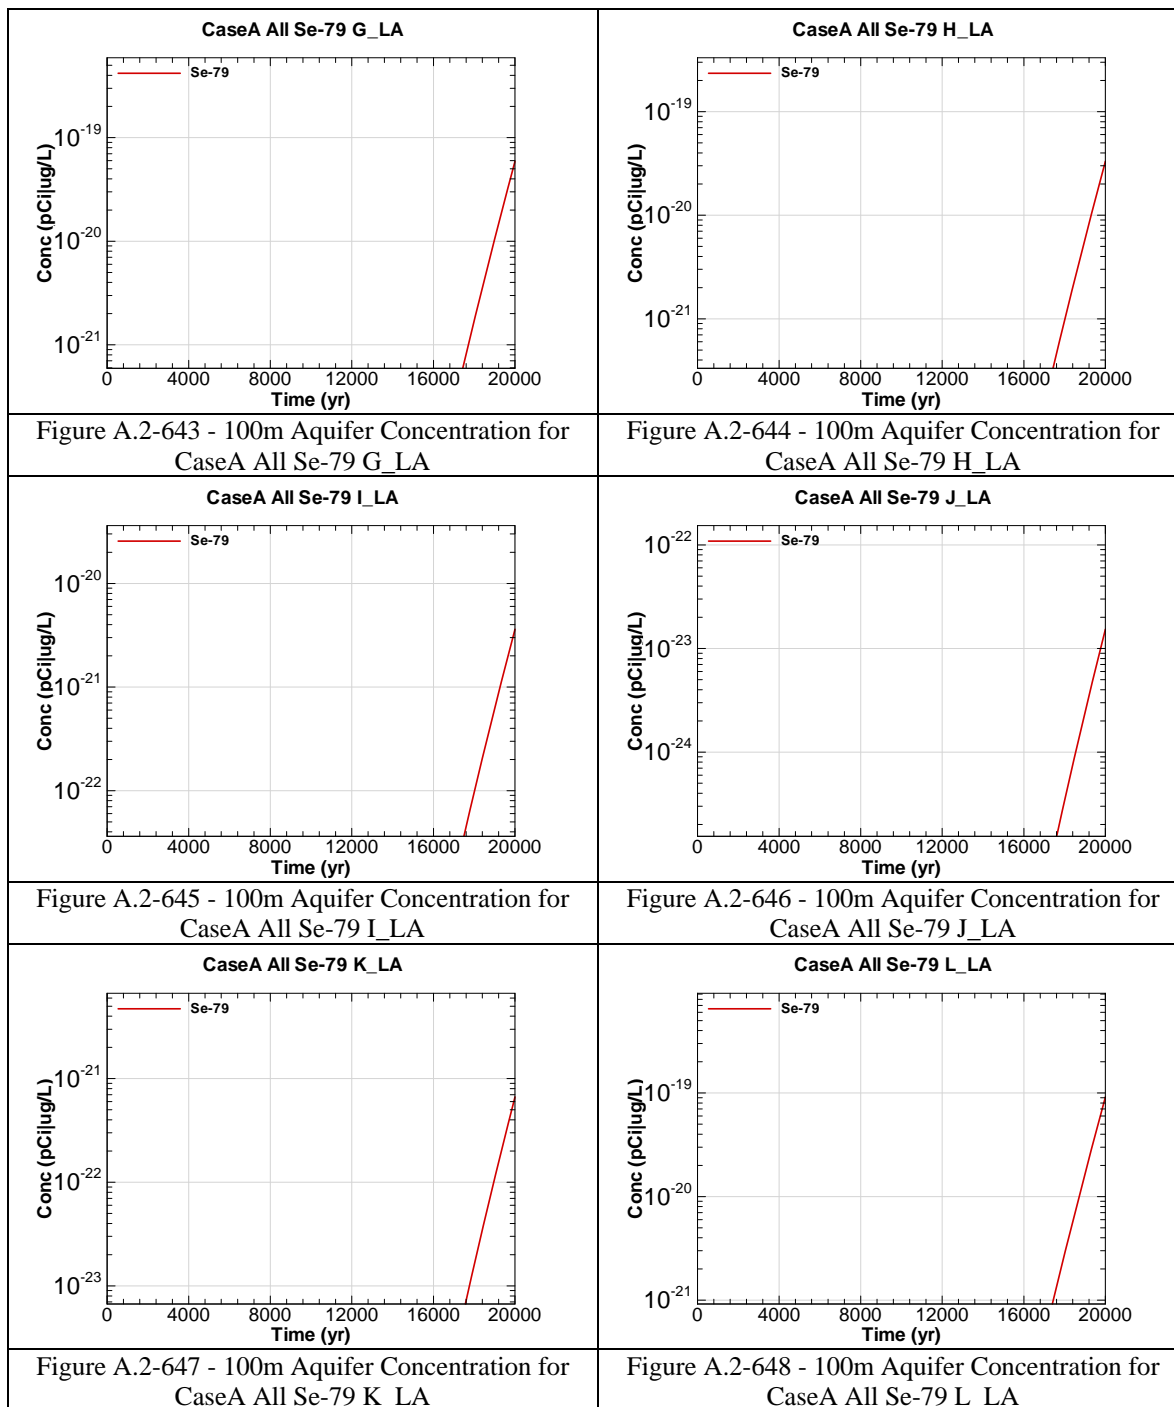 CaseA All Se-79 G_LA
Se-79
10-19
10-20
10-21
Conc (pCi|ug/L)
0 4000 8000 12000 16000 20000
Time (yr)
Figure A.2-643 - 100m Aquifer Concentration for
CaseA All Se-79 G_LA
CaseA All Se-79 H_LA
Se-79
10-19
10-20
10-21
Conc (pCi|ug/L)
0 4000 8000 12000 16000 20000
Time (yr)
Figure A.2-644 - 100m Aquifer Concentration for
CaseA All Se-79 H_LA
CaseA All Se-79 I_LA
Se-79
10-20
10-21
10-22
Conc (pCi|ug/L)
0 4000 8000 12000 16000 20000
Time (yr)
Figure A.2-645 - 100m Aquifer Concentration for
CaseA All Se-79 I_LA
CaseA All Se-79 J_LA
Se-79
10-22
10-23
10-24
Conc (pCi|ug/L)
0 4000 8000 12000 16000 20000
Time (yr)
Figure A.2-646 - 100m Aquifer Concentration for
CaseA All Se-79 J_LA
CaseA All Se-79 K_LA
Se-79
10-21
10-22
10-23
Conc (pCi|ug/L)
0 4000 8000 12000 16000 20000
Time (yr)
Figure A.2-647 - 100m Aquifer Concentration for
CaseA All Se-79 K_LA
CaseA All Se-79 L_LA
Se-79
10-19
10-20
10-21
Conc (pCi|ug/L)
0 4000 8000 12000 16000 20000
Time (yr)
Figure A.2-648 - 100m Aquifer Concentration for
CaseA All Se-79 L_LA